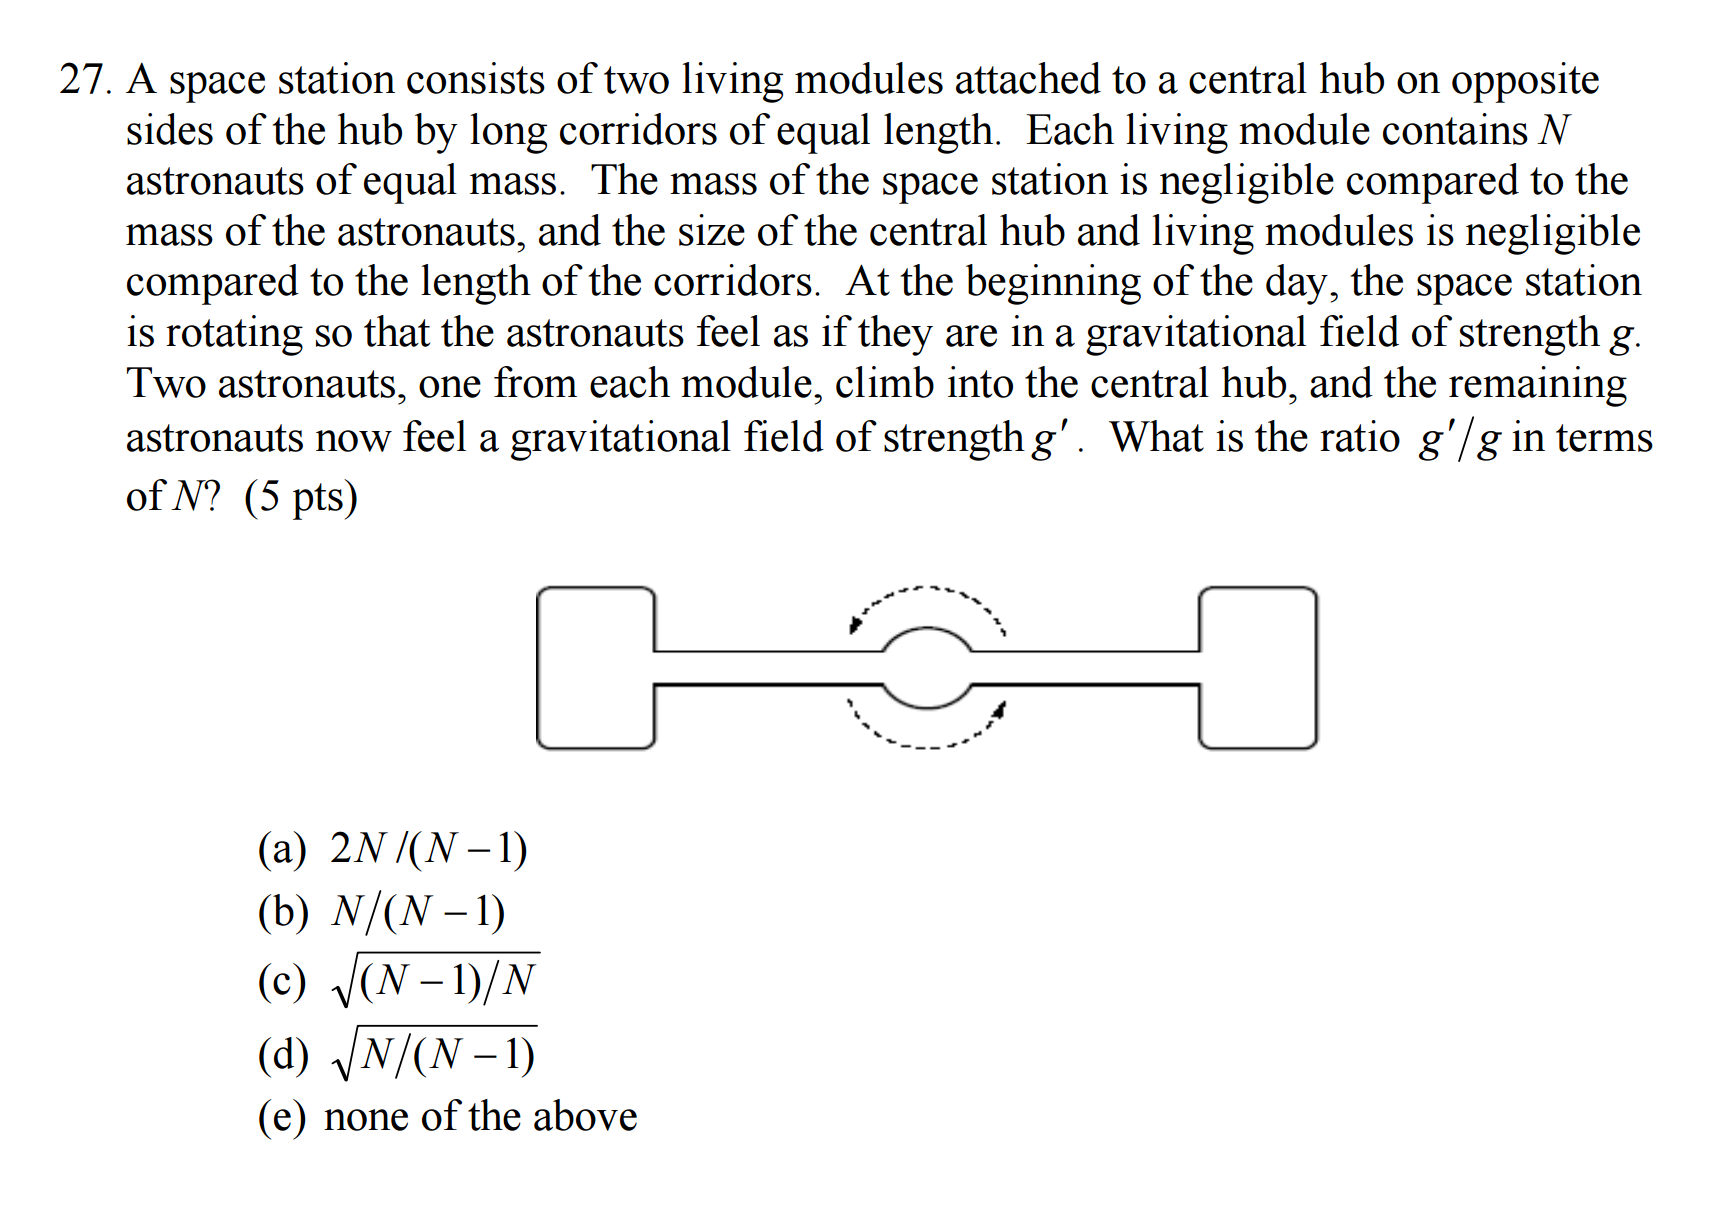 27. A space station consists of two living modules attached to a central hub on opposite
sides of the hub by long corridors of equal length.  Each living module contains N
astronauts of equal mass.  The mass of the space station is negligible compared to the
mass of the astronauts, and the size of the central hub and living modules is negligible
compared to the length of the corridors.  At the beginning of the day, the space station
is rotating so that the astronauts feel as if they are in a gravitational field of strength g.
Two astronauts, one from each module, climb into the central hub, and the remaining
astronauts now feel a gravitational field of strength g′.  What is the ratio g′/g in terms
of N?  (5 pts)
(a) 2N/(N−1)
(b) N/(N−1)
(c) √(N−1)/N
(d) √N/(N−1)
(e) none of the above